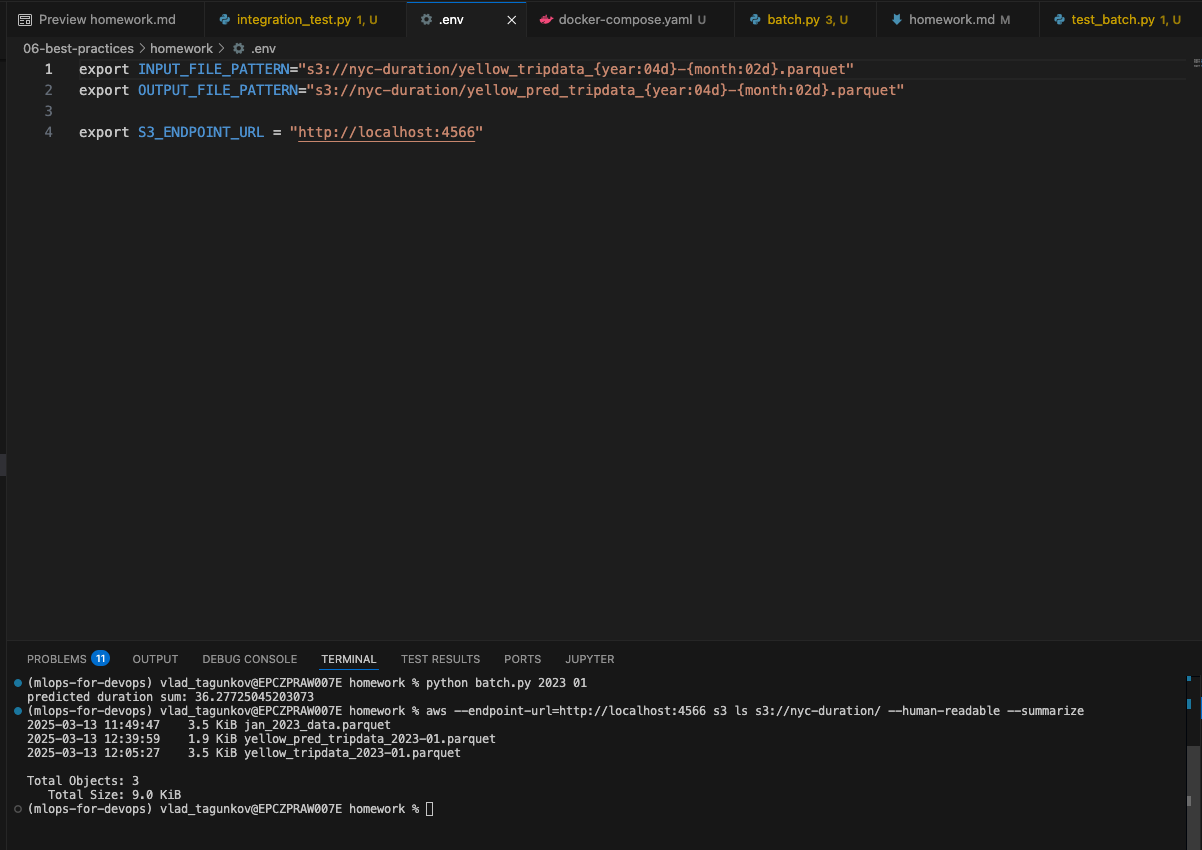 Preview homework.md integration_test.py 1, U .env docker-compose.yaml U batch.py 3, U homework.md M test_batch.py 1, U
06-best-practices > homework > .env
1 export INPUT_FILE_PATTERN="s3://nyc-duration/yellow_tripdata_{year:04d}-{month:02d}.parquet"
2 export OUTPUT_FILE_PATTERN="s3://nyc-duration/yellow_pred_tripdata_{year:04d}-{month:02d}.parquet"
3
4 export S3_ENDPOINT_URL = "http://localhost:4566"
PROBLEMS 11 OUTPUT DEBUG CONSOLE TERMINAL TEST RESULTS PORTS JUPYTER
(mlops-for-devops) vlad_tagunkov@EPCZPRAW007E homework % python batch.py 2023 01
predicted duration sum: 36.27725045203073
(mlops-for-devops) vlad_tagunkov@EPCZPRAW007E homework % aws --endpoint-url=http://localhost:4566 s3 ls s3://nyc-duration/ --human-readable --summarize
2025-03-13 11:49:47    3.5 KiB jan_2023_data.parquet
2025-03-13 12:39:59    1.9 KiB yellow_pred_tripdata_2023-01.parquet
2025-03-13 12:05:27    3.5 KiB yellow_tripdata_2023-01.parquet
Total Objects: 3
Total Size: 9.0 KiB
(mlops-for-devops) vlad_tagunkov@EPCZPRAW007E homework %